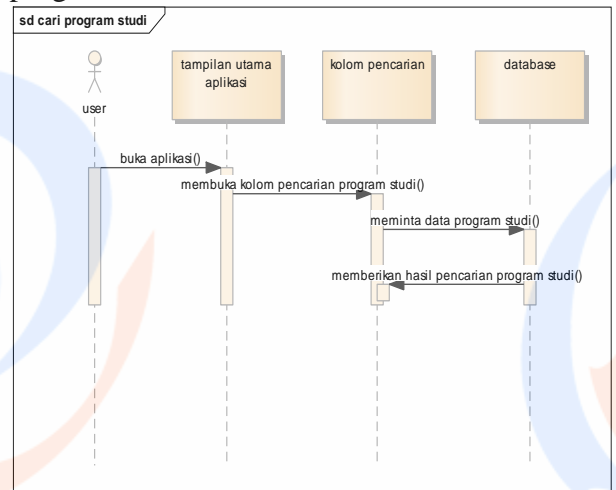 sd cari program studi
user
tampilan utama
aplikasi
kolom pencarian
database
buka aplikasi()
membuka kolom pencarian program studi()
meminta data program studi()
memberikan hasil pencarian program studi()